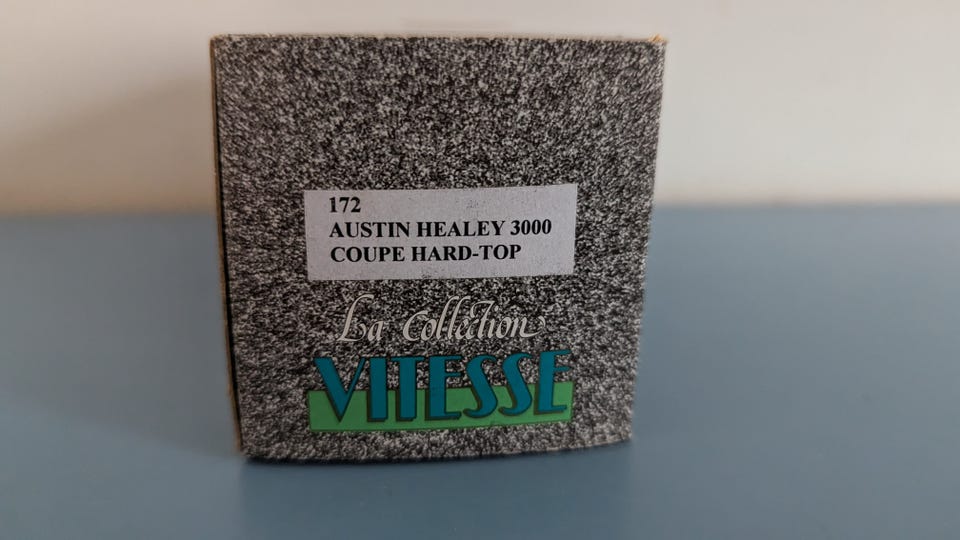 172
AUSTIN HEALEY 3000
COUPE HARD-TOP
La Collection
VITESSE